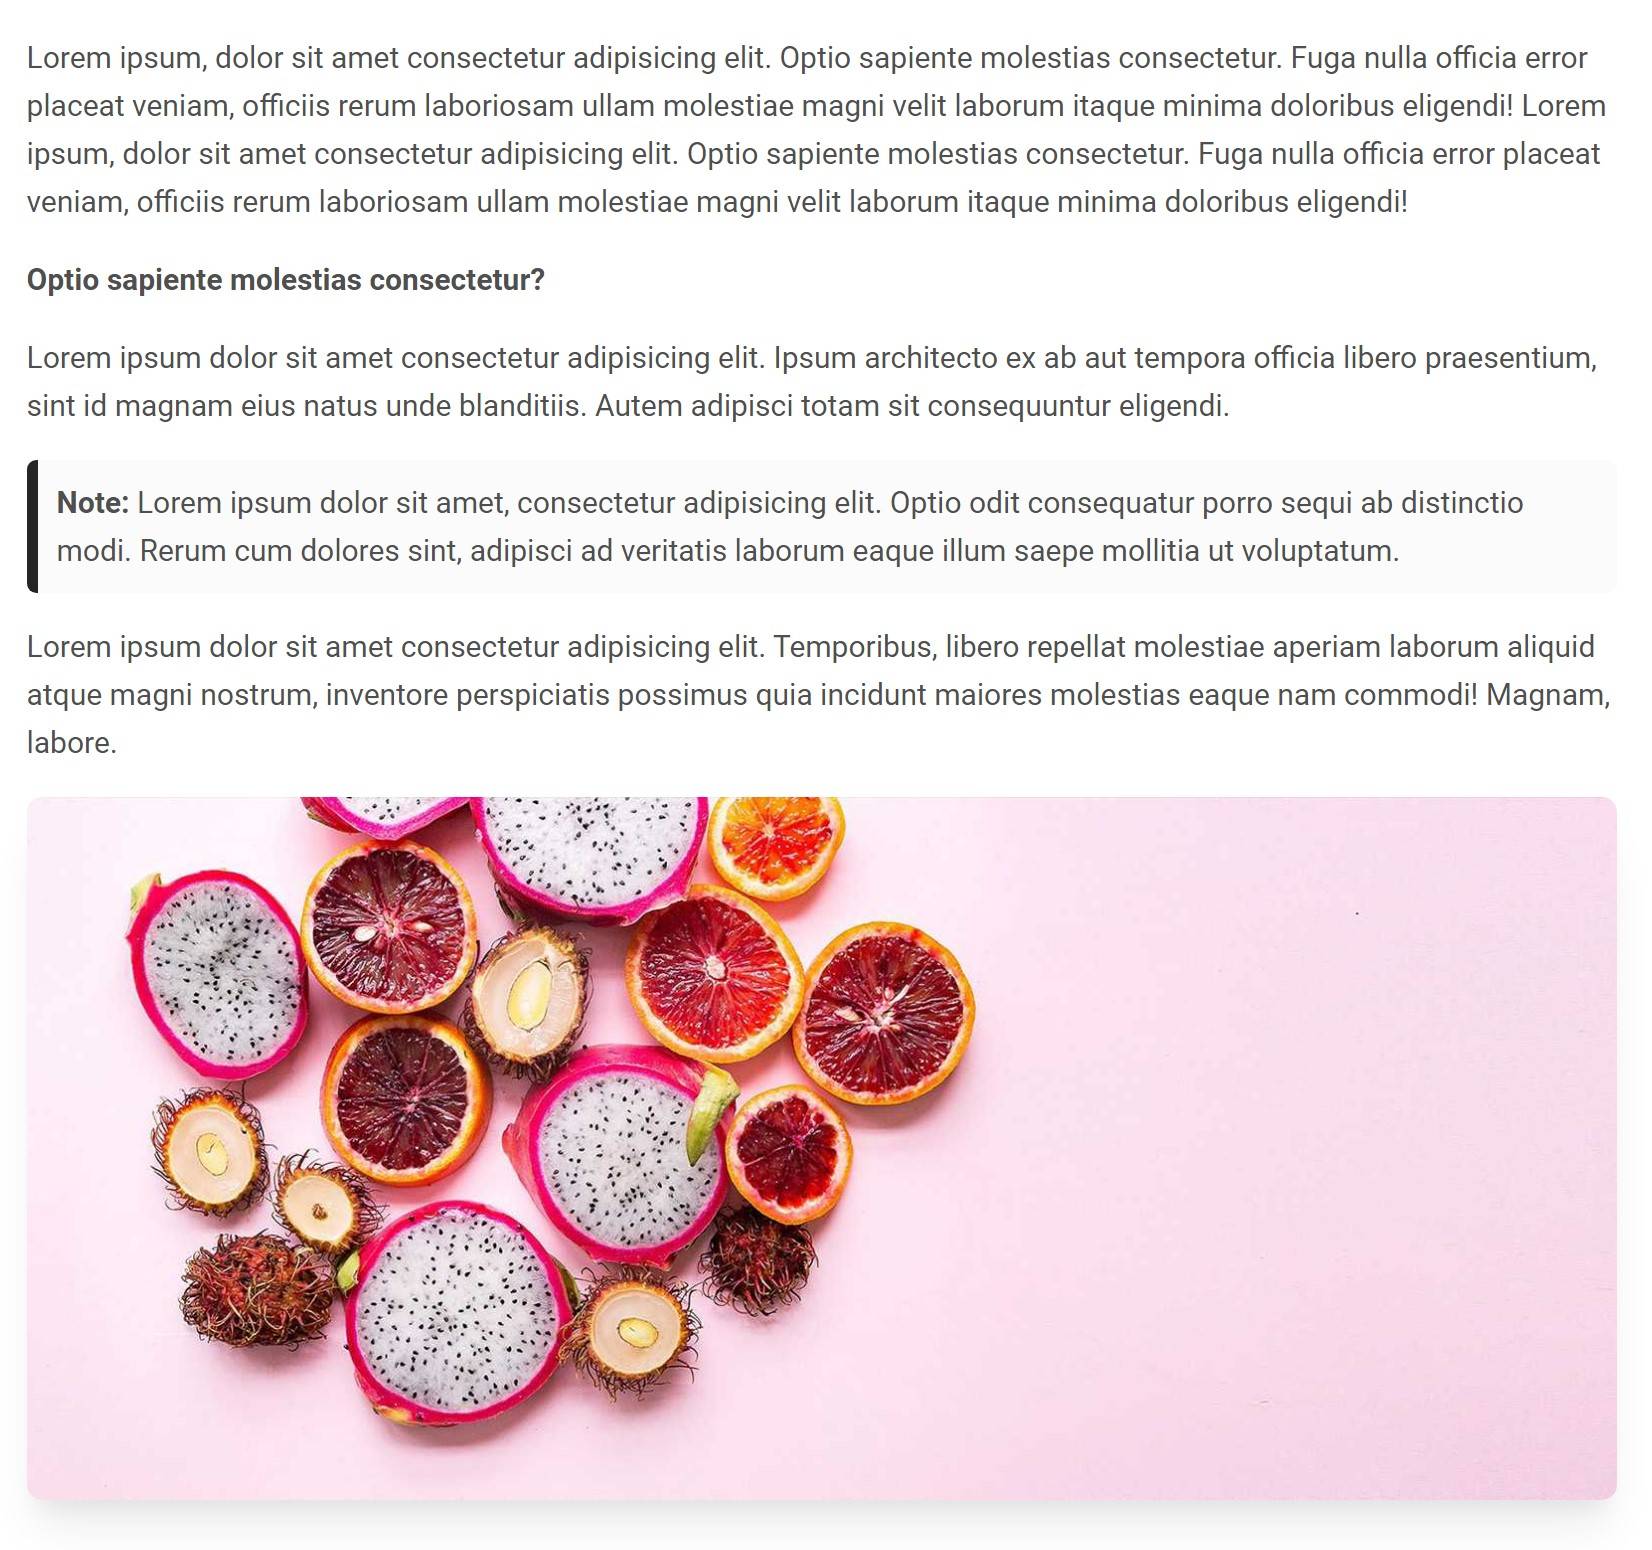 Lorem ipsum, dolor sit amet consectetur adipisicing elit. Optio sapiente molestias consectetur. Fuga nulla officia error
placeat veniam, officiis rerum laboriosam ullam molestiae magni velit laborum itaque minima doloribus eligendi! Lorem
ipsum, dolor sit amet consectetur adipisicing elit. Optio sapiente molestias consectetur. Fuga nulla officia error placeat
veniam, officiis rerum laboriosam ullam molestiae magni velit laborum itaque minima doloribus eligendi!
Optio sapiente molestias consectetur?
Lorem ipsum dolor sit amet consectetur adipisicing elit. Ipsum architecto ex ab aut tempora officia libero praesentium,
sint id magnam eius natus unde blanditiis. Autem adipisci totam sit consequuntur eligendi.
Note: Lorem ipsum dolor sit amet, consectetur adipisicing elit. Optio odit consequatur porro sequi ab distinctio
modi. Rerum cum dolores sint, adipisci ad veritatis laborum eaque illum saepe mollitia ut voluptatum.
Lorem ipsum dolor sit amet consectetur adipisicing elit. Temporibus, libero repellat molestiae aperiam laborum aliquid
atque magni nostrum, inventore perspiciatis possimus quia incidunt maiores molestias eaque nam commodi! Magnam,
labore.